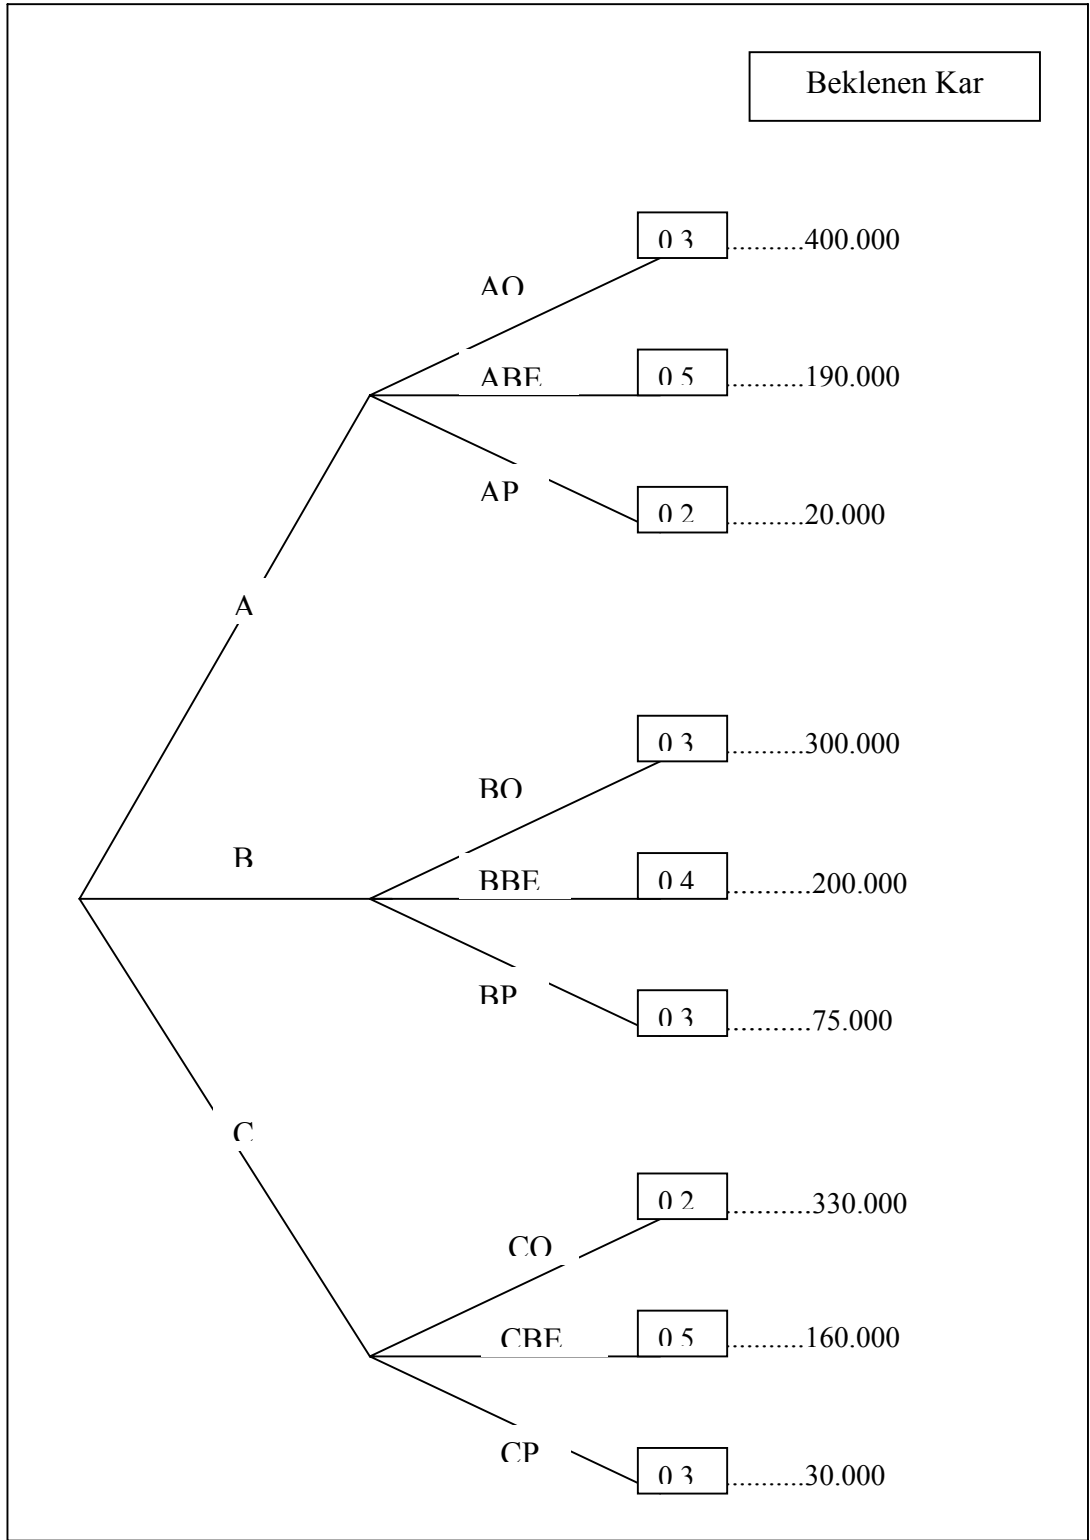 Beklenen Kar
0.3 ...........400.000
AO
ABE 0.5 ...........190.000
AP
0.2 ...........20.000
A
0.3 ...........300.000
BO
B
BBE 0.4 ............200.000
BP
0.3 ............75.000
C
0.2 ............330.000
CO
CBE 0.5 ...........160.000
CP
0.3 ...........30.000